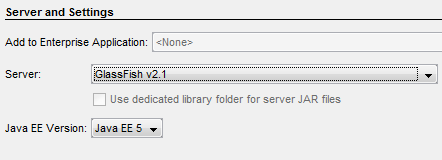 Server and Settings
Add to Enterprise Application: <None>
Server: GlassFish v2.1
Use dedicated library folder for server JAR files
Java EE Version: Java EE 5